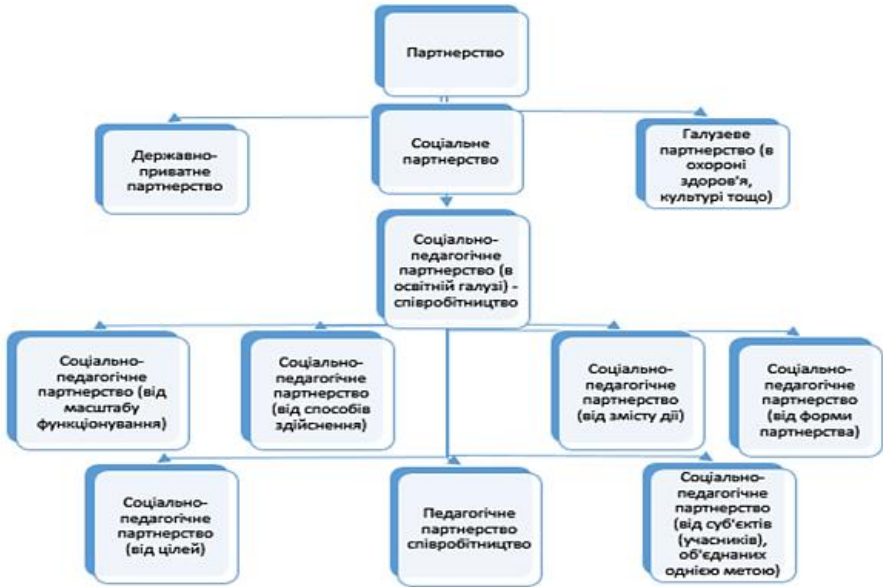 Партнерство
Державно-
приватне
партнерство
Соціальне
партнерство
Галузеве
партнерство (в
охороні
здоров'я,
культурі тощо)
Соціально-
педагогічне
партнерство (в
освітній галузі) -
співробітництво
Соціально-
педагогічне
партнерство (від
масштабу
функціонування)
Соціально-
педагогічне
партнерство
(від способів
здійснення)
Соціально-
педагогічне
партнерство
(від змісту дії)
Соціально-
педагогічне
партнерство
(від форми
партнерства)
Соціально-
педагогічне
партнерство
(від цілей)
Педагогічне
партнерство
співробітництво
Соціально-
педагогічне
партнерство
(від суб'єктів
(учасників),
об'єднаних
однією метою)